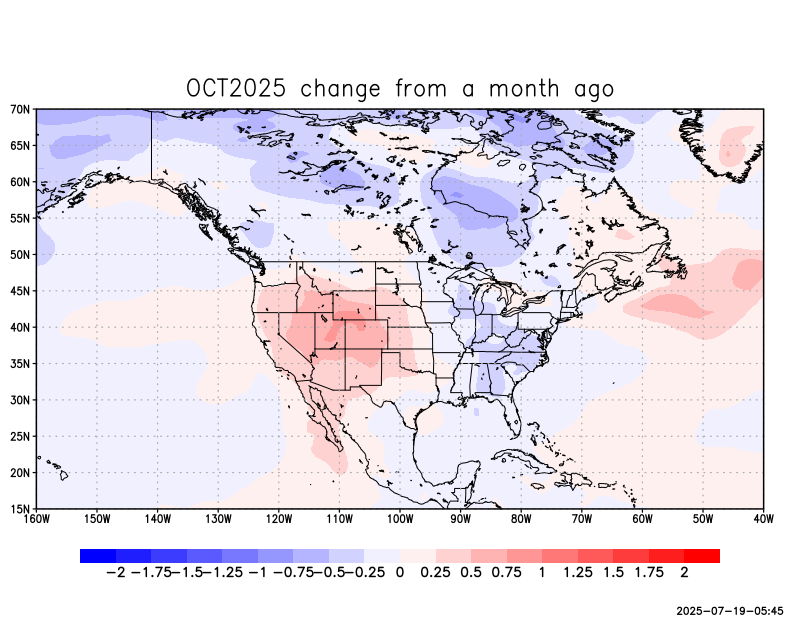 OCT2025 change from a month ago
70N
65N
60N
55N
50N
45N
40N
35N
30N
25N
20N
15N
160W 150W 140W 130W 120W 110W 100W 90W 80W 70W 60W 50W 40W
−2 −1.75 −1.5 −1.25 −1 −0.75 −0.5 −0.25 0 0.25 0.5 0.75 1 1.25 1.5 1.75 2
2025−07−19−05:45